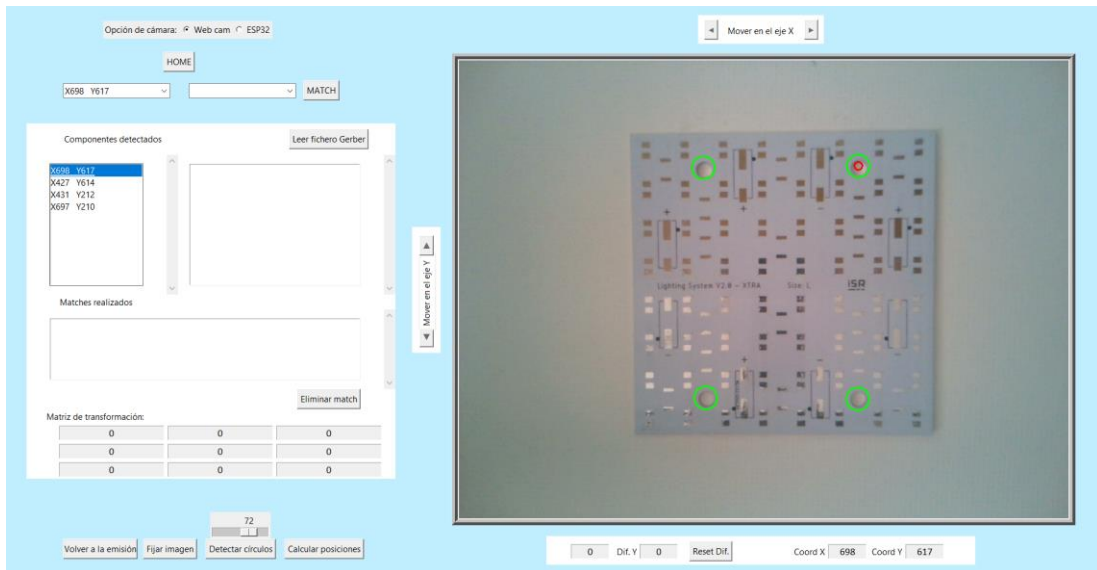 Opción de cámara: Web cam ESP32
Mover en el eje X
HOME
X698 Y617
MATCH
Componentes detectados
Leer fichero Gerber
X698 Y617
X427 Y614
X431 Y212
X697 Y210
Mover en el eje Y
Matches realizados
Eliminar match
Matriz de transformación:
0 0 0
0 0 0
0 0 0
72
Volver a la emisión Fijar imagen Detectar círculos Calcular posiciones
+ -
+ +
Lighting System V2.0 - XTRA Size: L iSR
+ -
- -
0 Dif. Y 0 Reset Dif. Coord X 698 Coord Y 617